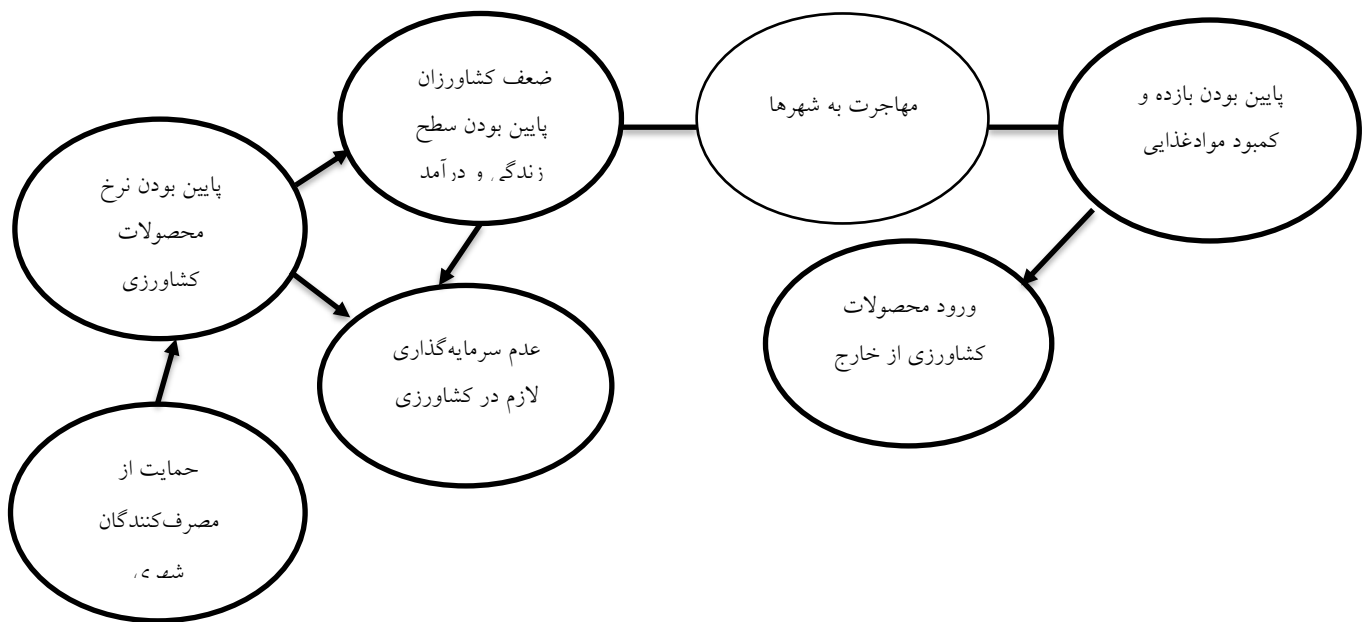 ضعف کشاورزان
پایین بودن سطح
زندگی و درآمد
مهاجرت به شهرها
پایین بودن بازده و
کمبود موادغذایی
پایین بودن نرخ
محصولات
کشاورزی
عدم سرمایه‌گذاری
لازم در کشاورزی
ورود محصولات
کشاورزی از خارج
حمایت از
مصرف‌کنندگان
شهری